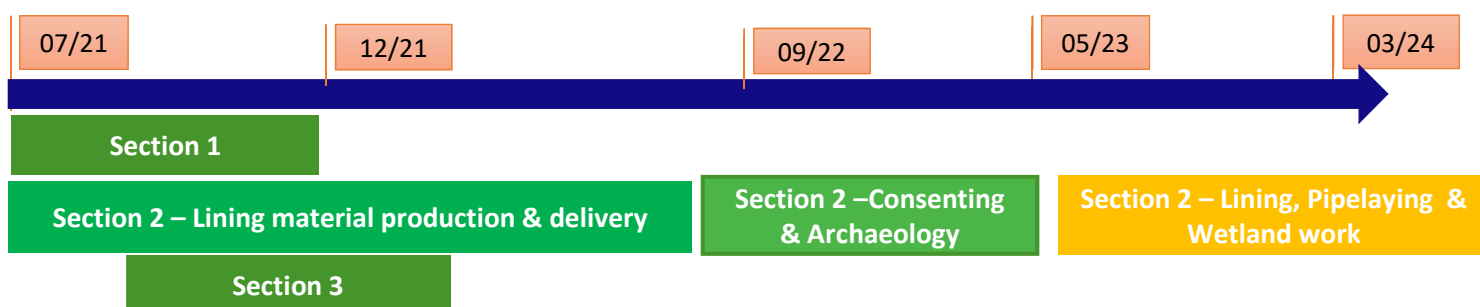 07/21
12/21
09/22
05/23
03/24
Section 1
Section 2 – Lining material production & delivery
Section 2 –Consenting
& Archaeology
Section 2 – Lining, Pipelaying &
Wetland work
Section 3